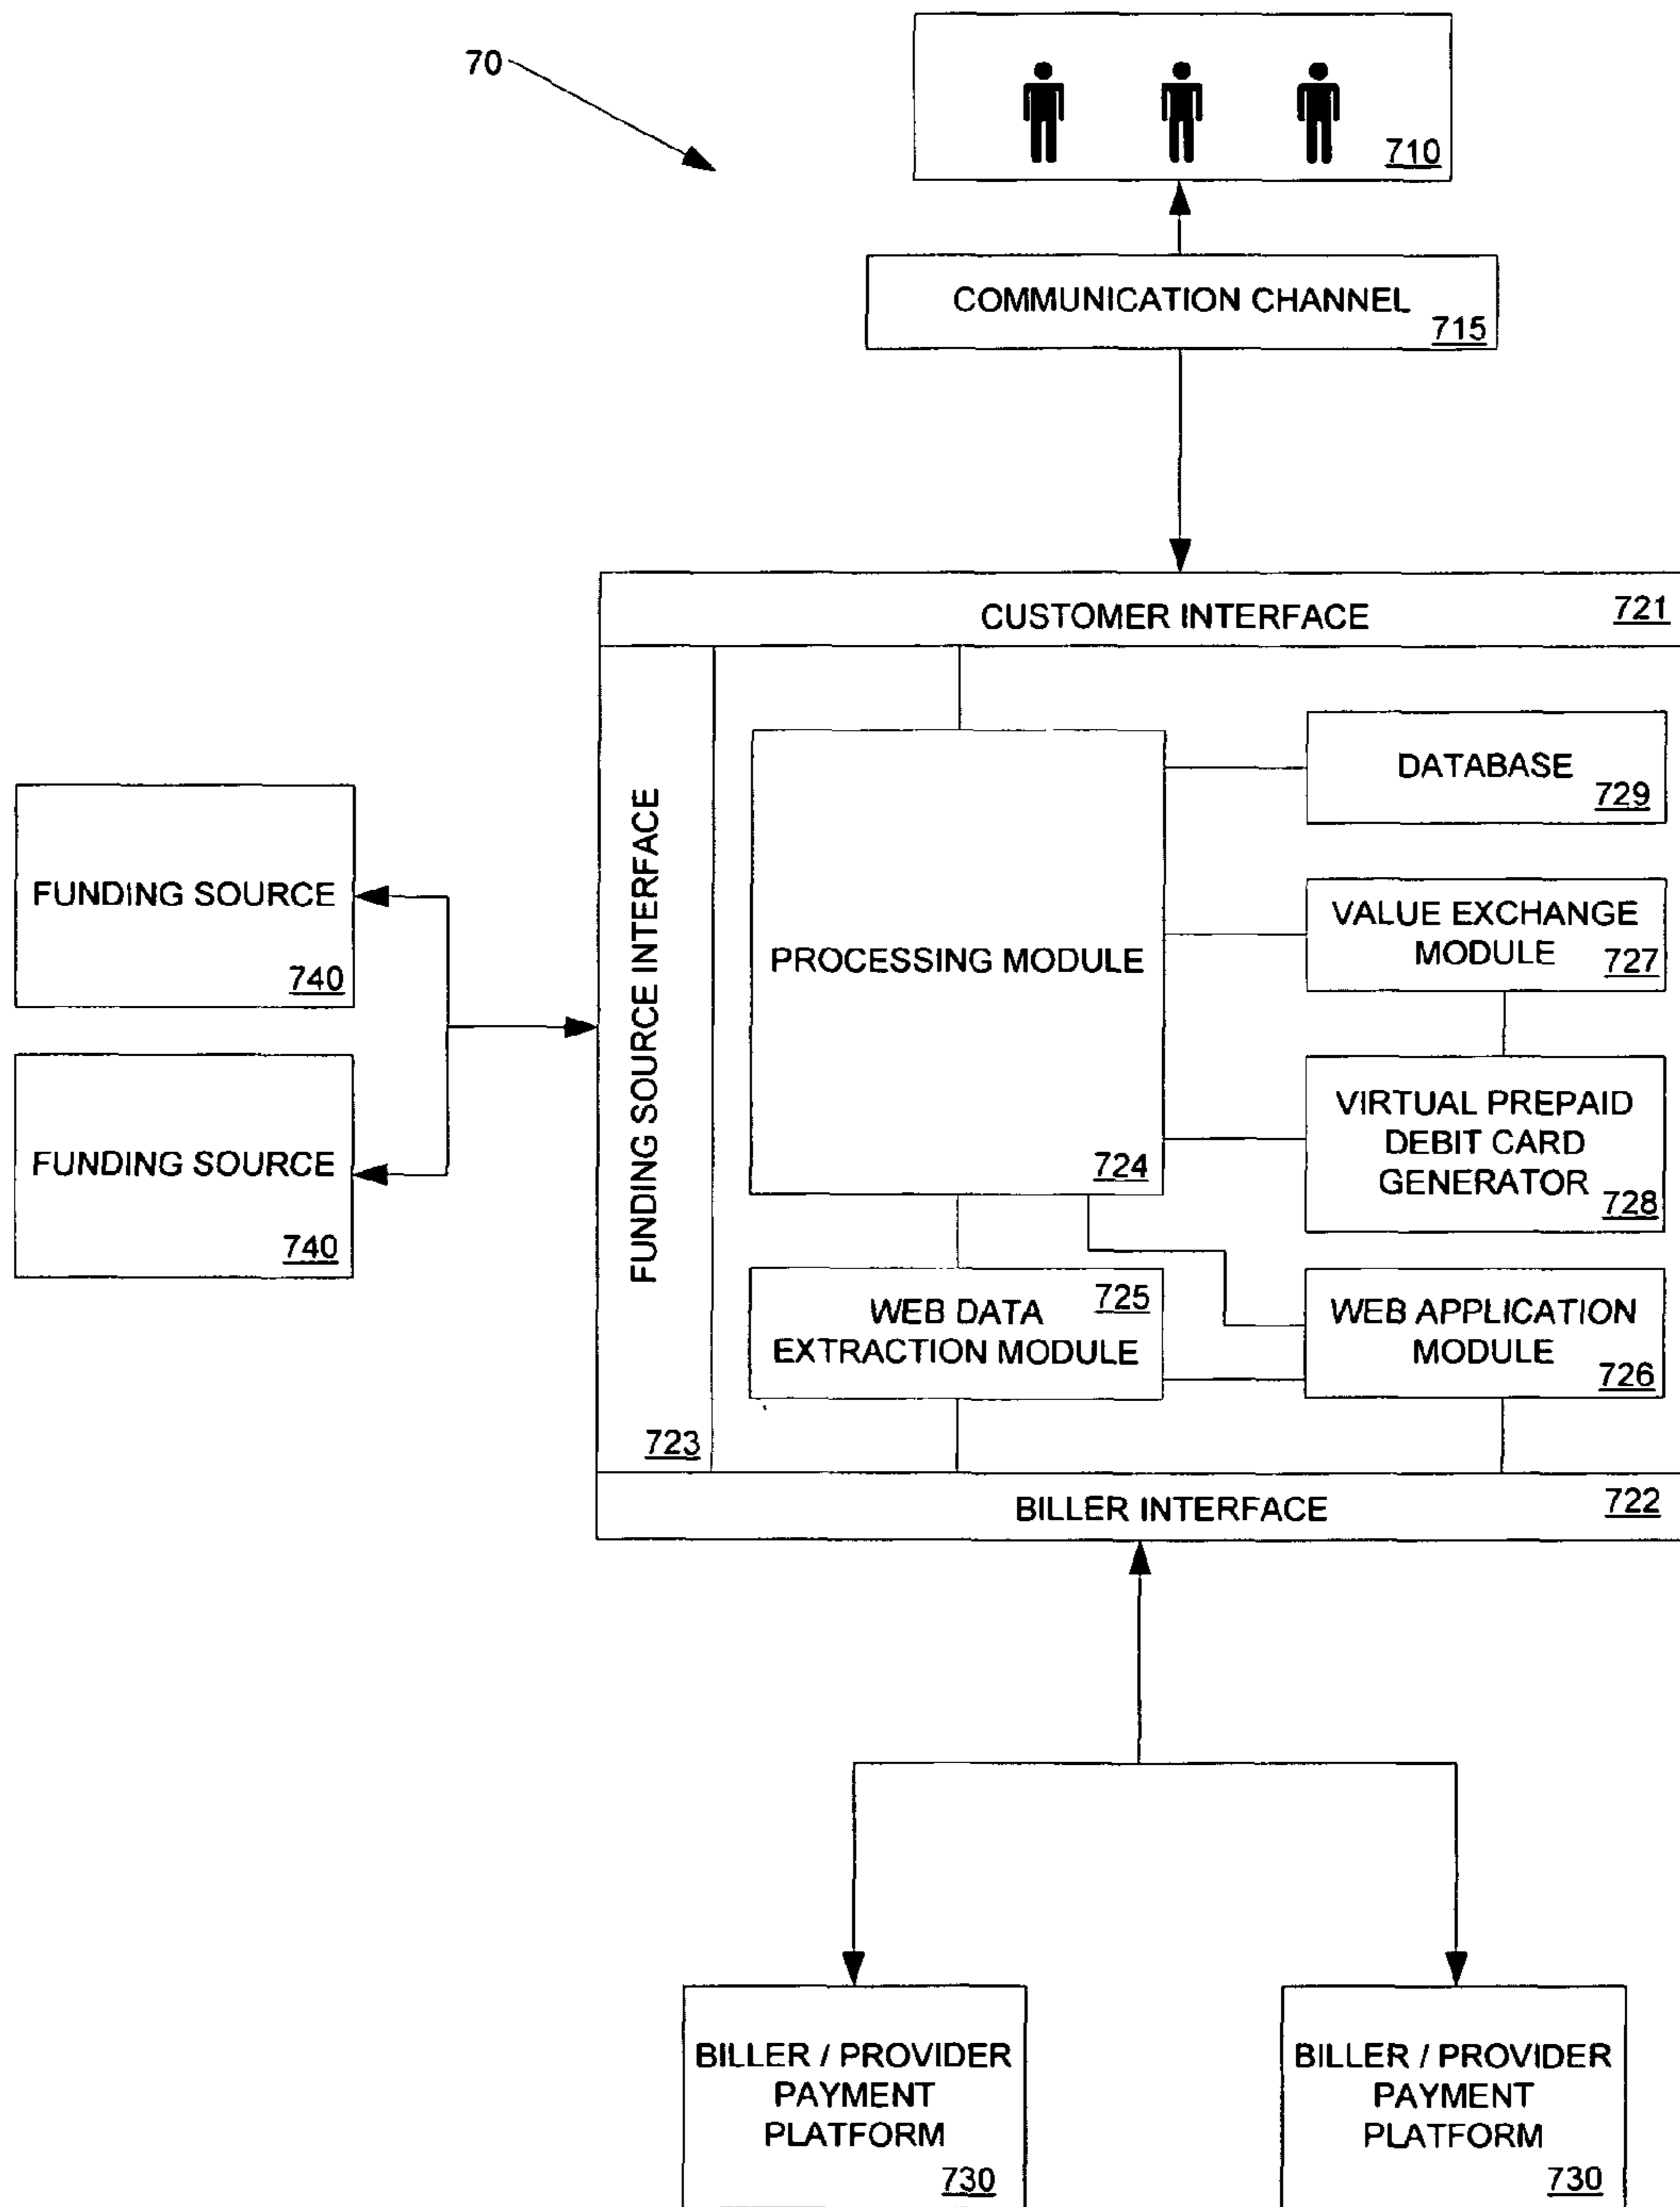 70
710
COMMUNICATION CHANNEL
715
CUSTOMER INTERFACE
721
FUNDING SOURCE INTERFACE
723
PROCESSING MODULE
724
DATABASE
729
VALUE EXCHANGE
MODULE
727
VIRTUAL PREPAID
DEBIT CARD
GENERATOR
728
WEB DATA
EXTRACTION MODULE
725
WEB APPLICATION
MODULE
726
FUNDING SOURCE
740
FUNDING SOURCE
740
BILLER INTERFACE
722
BILLER / PROVIDER
PAYMENT
PLATFORM
730
BILLER / PROVIDER
PAYMENT
PLATFORM
730